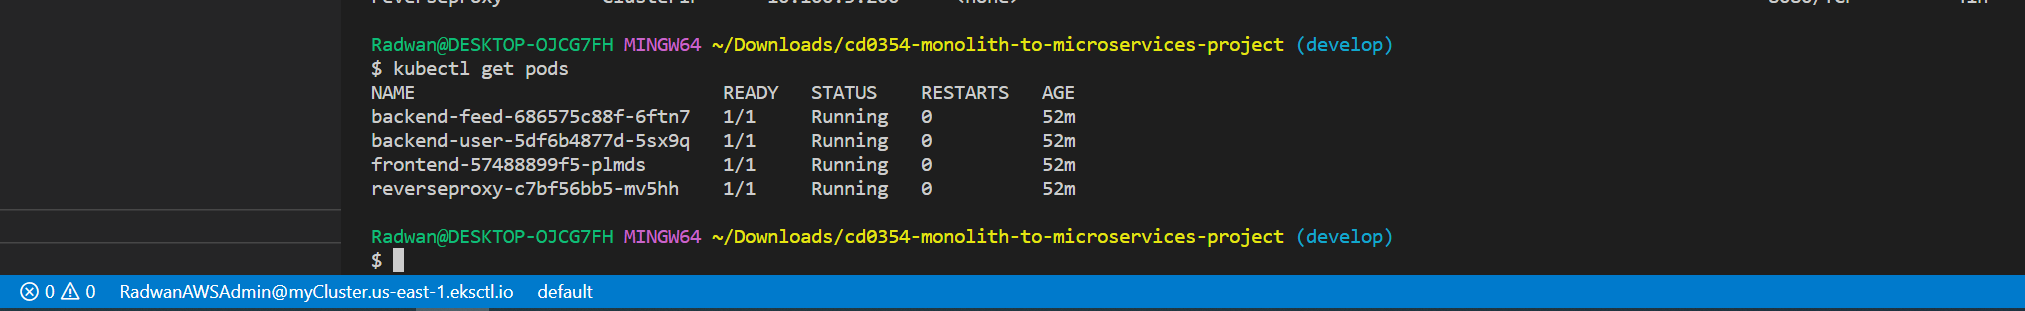 Radwan@DESKTOP-OJCG7FH MINGW64 ~/Downloads/cd0354-monolith-to-microservices-project (develop)
$ kubectl get pods
NAME READY STATUS RESTARTS AGE
backend-feed-686575c88f-6ftn7 1/1 Running 0 52m
backend-user-5df6b4877d-5sx9q 1/1 Running 0 52m
frontend-57488899f5-plmds 1/1 Running 0 52m
reverseproxy-c7bf56bb5-mv5hh 1/1 Running 0 52m
Radwan@DESKTOP-OJCG7FH MINGW64 ~/Downloads/cd0354-monolith-to-microservices-project (develop)
$
0 0 RadwanAWSAdmin@myCluster.us-east-1.eksctl.io default